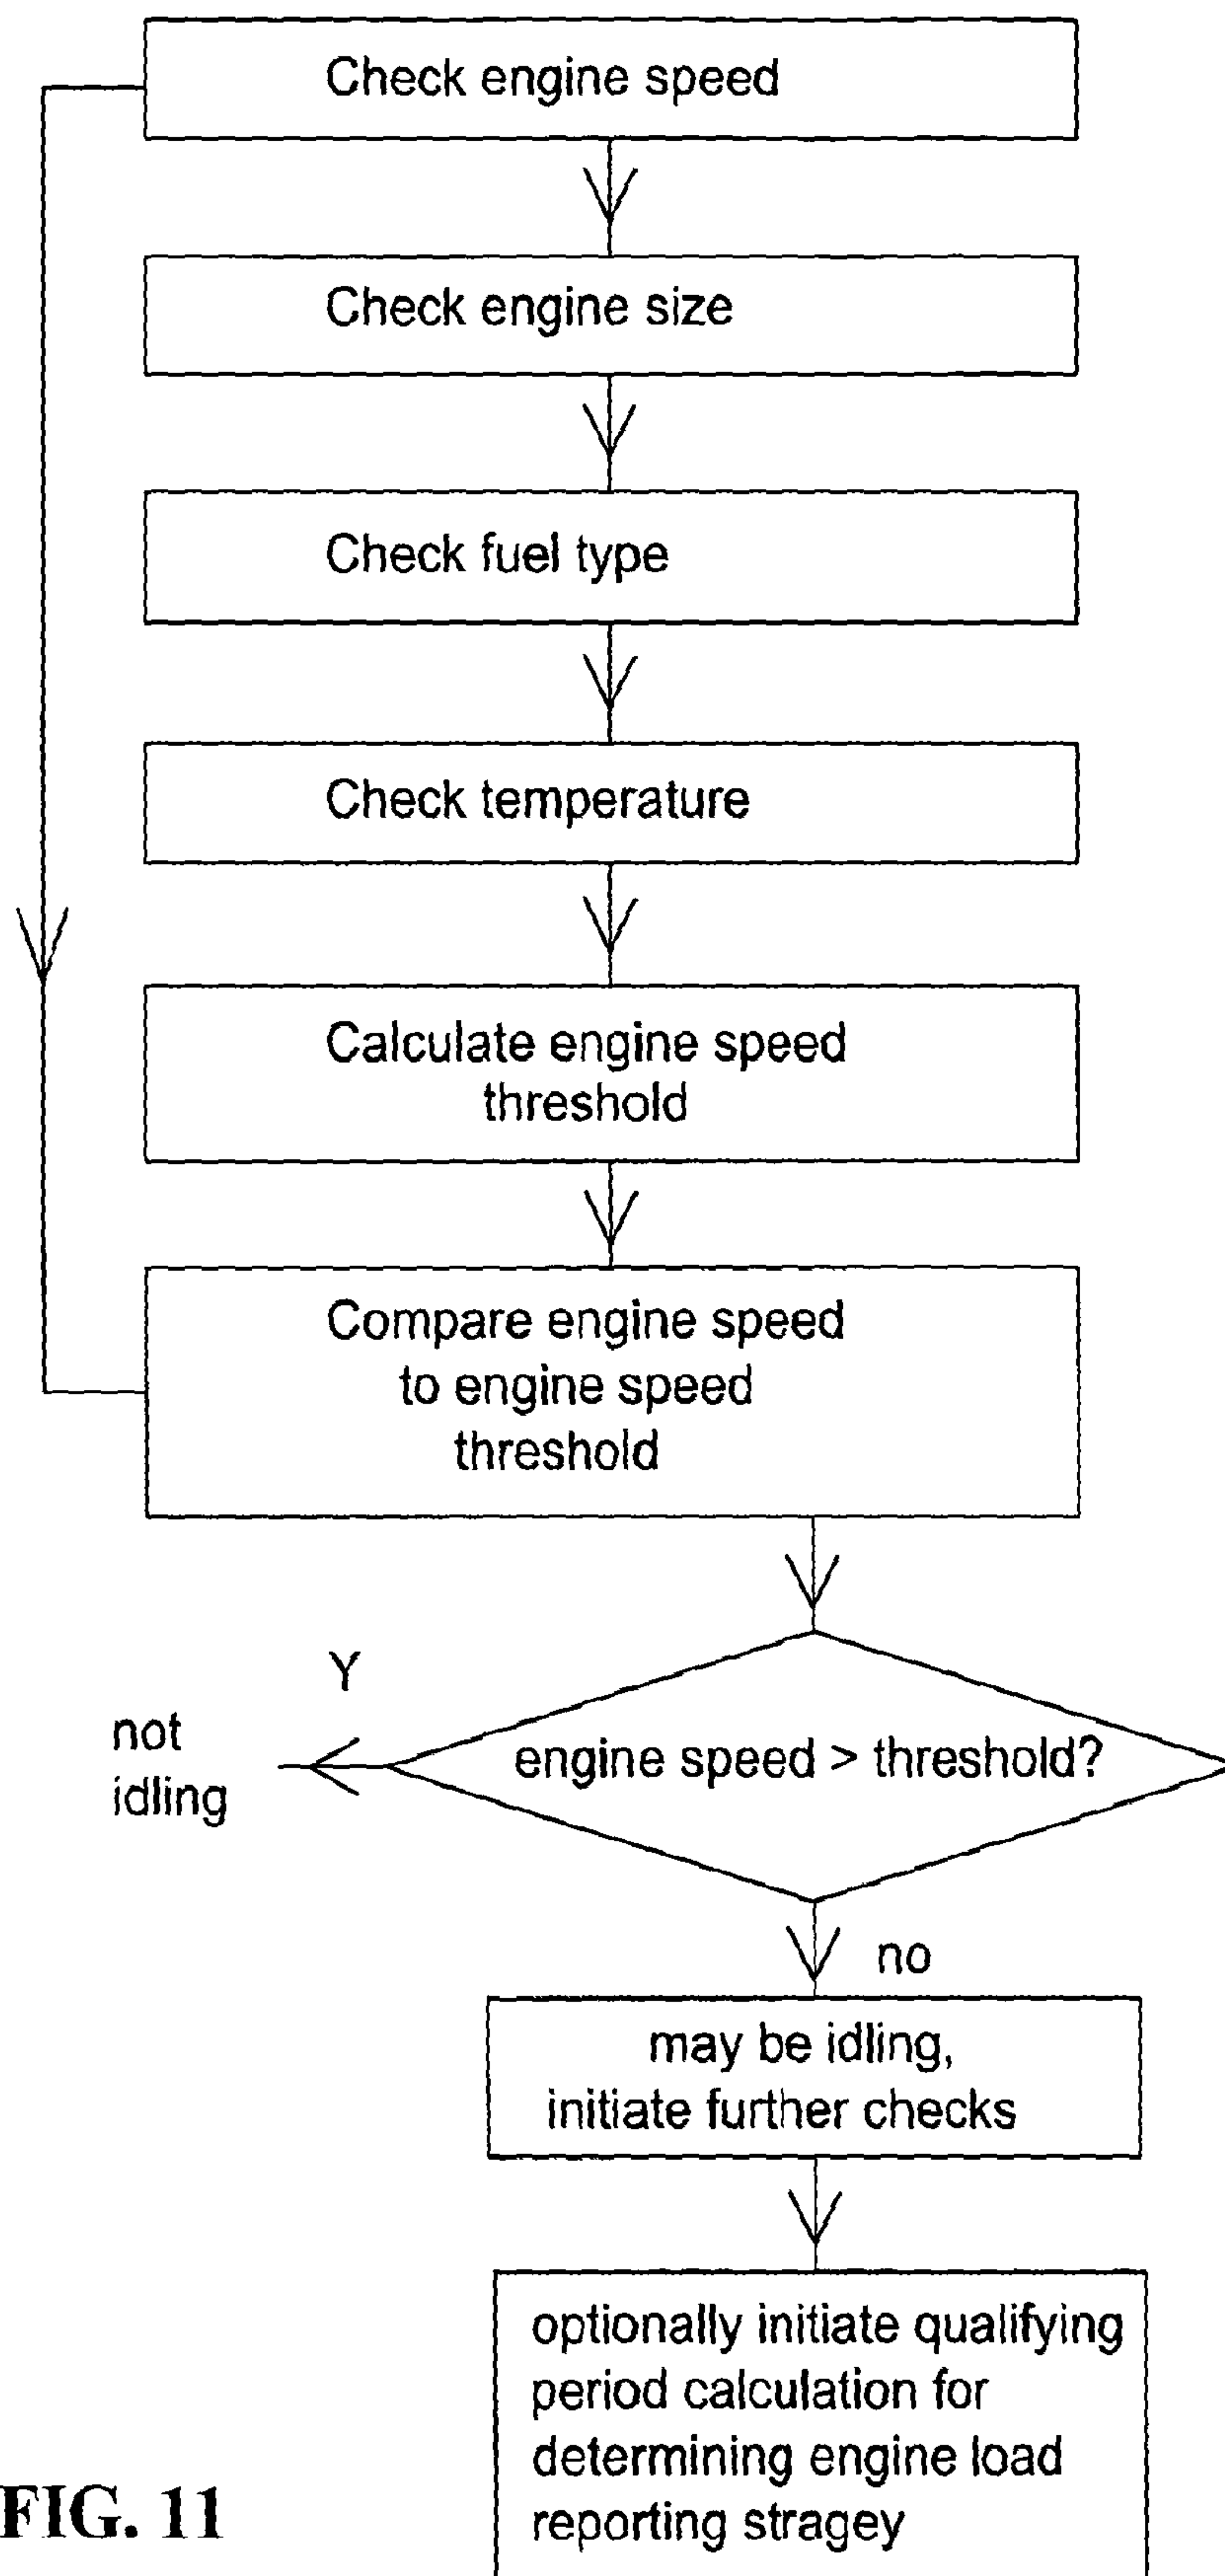 Check engine speed
Check engine size
Check fuel type
Check temperature
Calculate engine speed
threshold
Compare engine speed
to engine speed
threshold
Y
not
idling
engine speed > threshold?
no
may be idling,
initiate further checks
optionally initiate qualifying
period calculation for
determining engine load
reporting stragey
FIG. 11